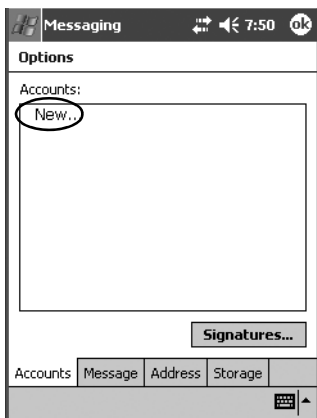 Messaging 7:50 ok
Options
Accounts:
New...
Signatures...
Accounts Message Address Storage